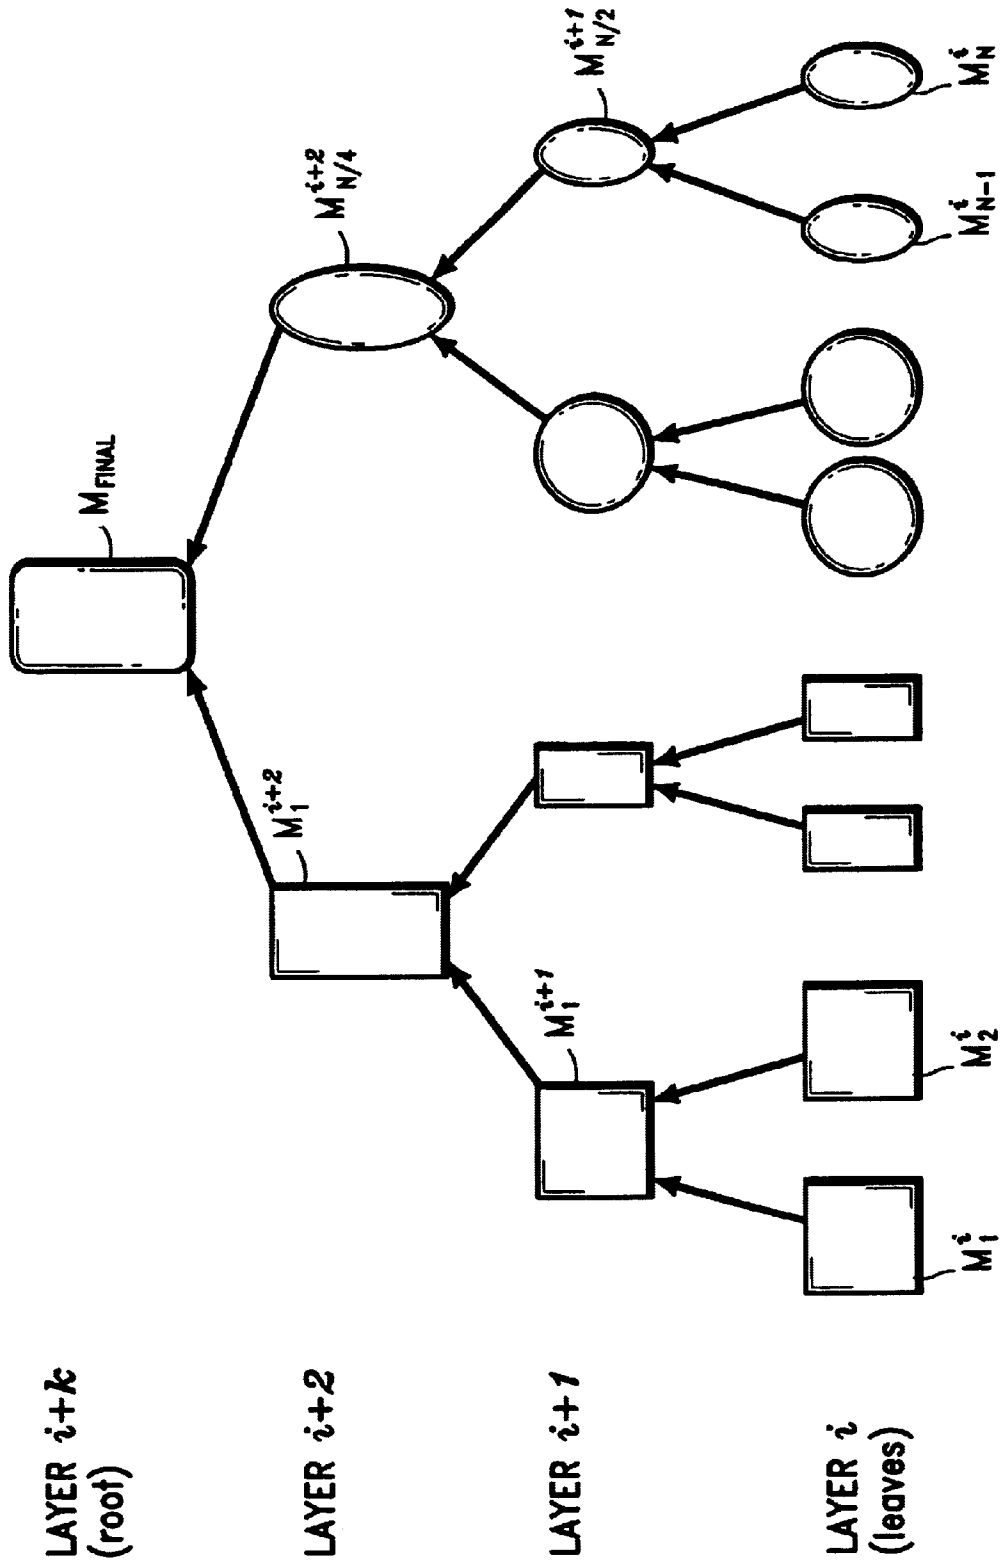 LAYER i+k
(root)
M_FINAL
LAYER i+2
M_1^{i+2}
M_{N/4}^{i+2}
LAYER i+1
M_1^{i+1}
M_{N/2}^{i+1}
LAYER i
(leaves)
M_1^i
M_2^i
M_{N-1}^i
M_N^i